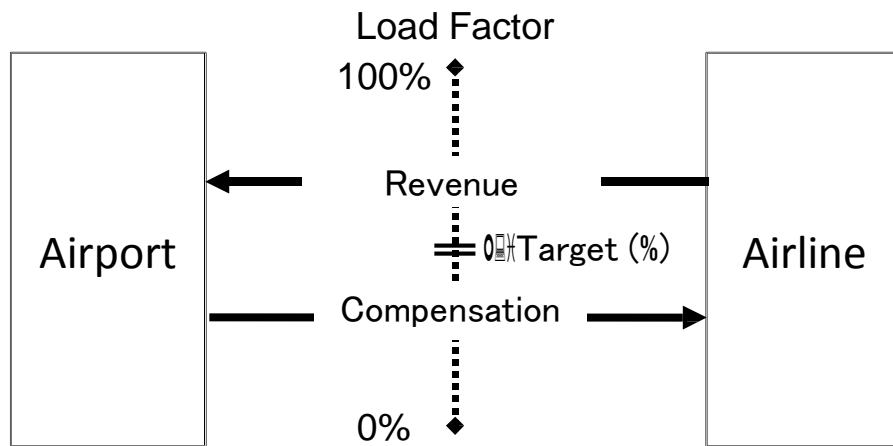 Load Factor
100%
Revenue
Target (%)
Airport
Airline
Compensation
0%